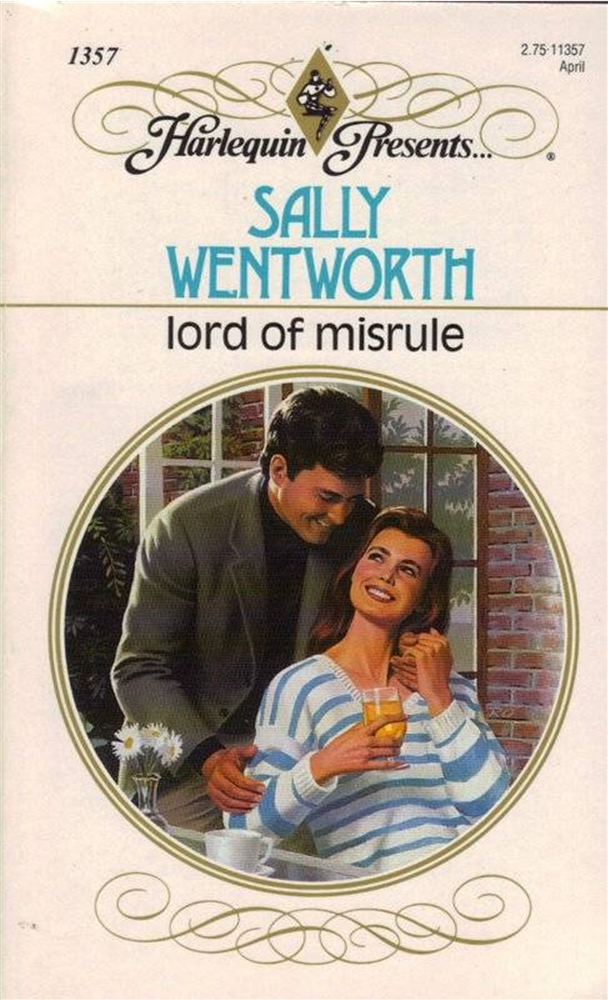 1357
2.75-11357
April
Harlequin Presents...
®
SALLY
WENTWORTH
lord of misrule